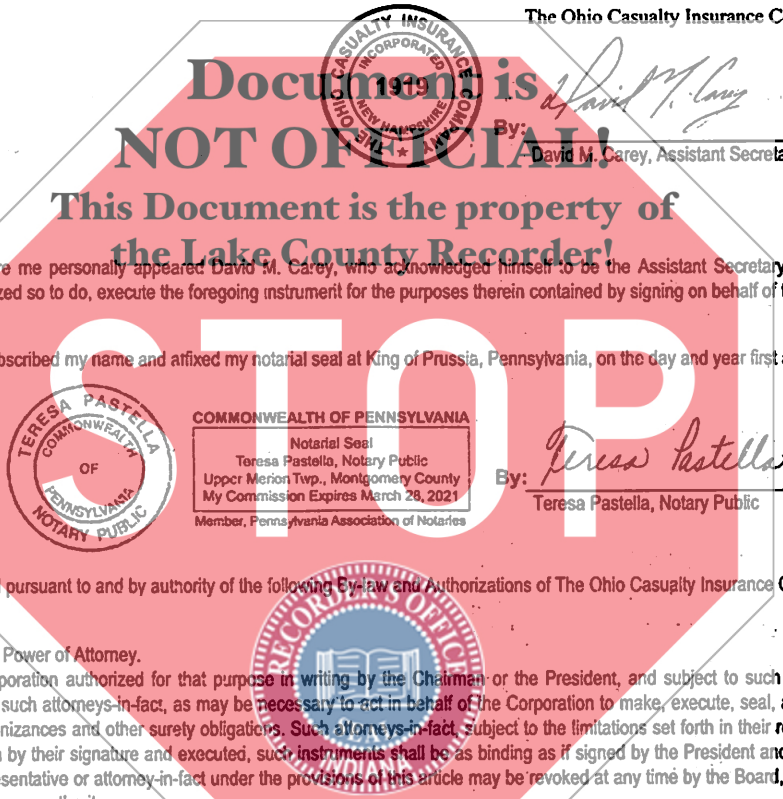 The Ohio Casualty Insurance C
THE OHIO CASUALTY INSURANCE COMPANY
INCORPORATED
1919
NEW HAMPSHIRE
Document is
NOT OFFICIAL!
This Document is the property of
the Lake County Recorder!
David M. Carey
By:
David M. Carey, Assistant Secreta
re me personally appeared David M. Carey, who acknowledged himself to be the Assistant Secretary
zed so to do, execute the foregoing instrument for the purposes therein contained by signing on behalf of t
bscribed my name and affixed my notarial seal at King of Prussia, Pennsylvania, on the day and year first a
STOP
TERESA PASTELLA
COMMONWEALTH
OF
PENNSYLVANIA
NOTARY PUBLIC
COMMONWEALTH OF PENNSYLVANIA
Notarial Seal
Teresa Pastella, Notary Public
Upper Merion Twp., Montgomery County
My Commission Expires March 28, 2021
Member, Pennsylvania Association of Notaries
By: Teresa Pastella
Teresa Pastella, Notary Public
pursuant to and by authority of the following By-law and Authorizations of The Ohio Casualty Insurance C
RECORDER'S OFFICE
SEAL
INDIANA
Power of Attorney.
poration authorized for that purpose in writing by the Chairman or the President, and subject to such
such attorneys-in-fact, as may be necessary to act in behalf of the Corporation to make, execute, seal, a
nizances and other surety obligations. Such attorneys-in-fact, subject to the limitations set forth in their r
by their signature and executed, such instruments shall be as binding as if signed by the President and
sentative or attorney-in-fact under the provisions of this article may be revoked at any time by the Board,